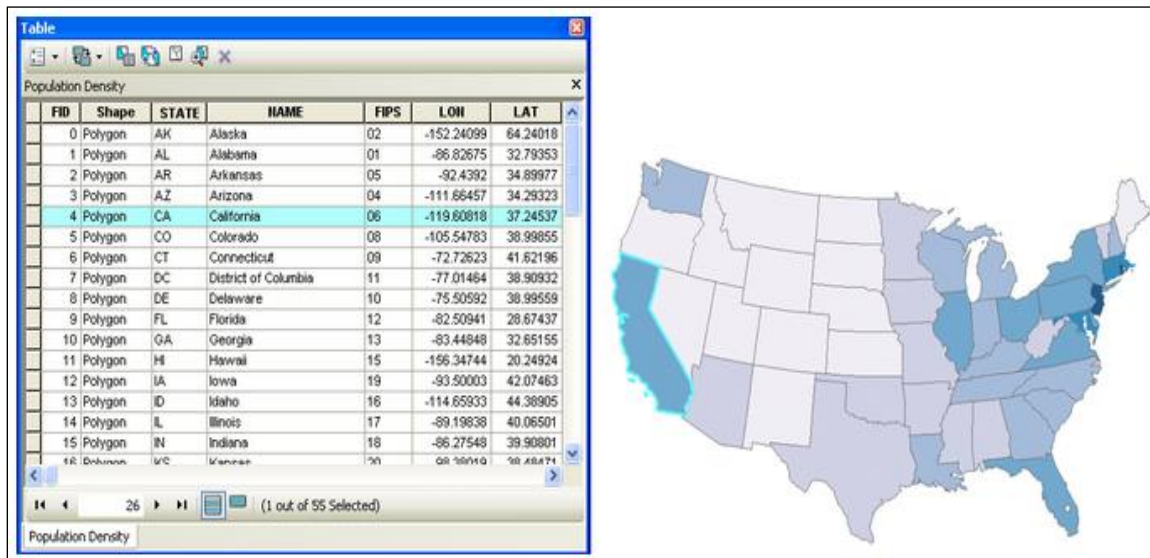 Table
Population Density
FID Shape STATE NAME FIPS LON LAT
0 Polygon AK Alaska 02 -152.24099 64.24018
1 Polygon AL Alabama 01 -86.82675 32.79353
2 Polygon AR Arkansas 05 -92.4392 34.89977
3 Polygon AZ Arizona 04 -111.66457 34.29323
4 Polygon CA California 06 -119.60818 37.24537
5 Polygon CO Colorado 08 -105.54783 38.99855
6 Polygon CT Connecticut 09 -72.72623 41.62196
7 Polygon DC District of Columbia 11 -77.01464 38.90932
8 Polygon DE Delaware 10 -75.50592 38.99559
9 Polygon FL Florida 12 -82.50941 28.67437
10 Polygon GA Georgia 13 -83.44848 32.65155
11 Polygon HI Hawaii 15 -156.34744 20.24924
12 Polygon IA Iowa 19 -93.50003 42.07463
13 Polygon ID Idaho 16 -114.65933 44.38905
14 Polygon IL Illinois 17 -89.19838 40.06501
15 Polygon IN Indiana 18 -86.27548 39.90801
16 Polygon KS Kansas 20 -98.38019 38.48471
26 (1 out of 55 Selected)
Population Density